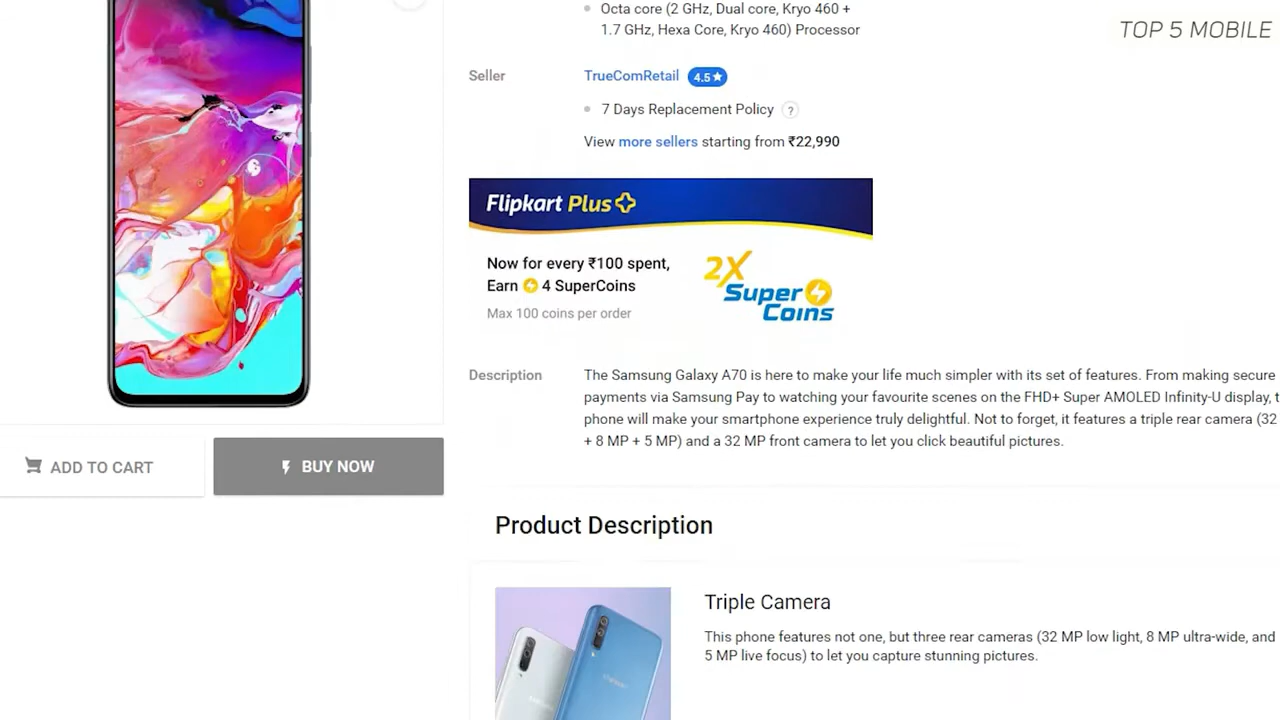 Octa core (2 GHz, Dual core, Kryo 460 +
1.7 GHz, Hexa Core, Kryo 460) Processor
TOP 5 MOBILE
Seller
TrueComRetail 4.5★
7 Days Replacement Policy ?
View more sellers starting from ₹22,990
Flipkart Plus
Now for every ₹100 spent,
Earn 4 SuperCoins
Max 100 coins per order
2X
Super
Coins
Description
The Samsung Galaxy A70 is here to make your life much simpler with its set of features. From making secure
payments via Samsung Pay to watching your favourite scenes on the FHD+ Super AMOLED Infinity-U display, t
phone will make your smartphone experience truly delightful. Not to forget, it features a triple rear camera (32
+ 8 MP + 5 MP) and a 32 MP front camera to let you click beautiful pictures.
ADD TO CART
BUY NOW
Product Description
Triple Camera
This phone features not one, but three rear cameras (32 MP low light, 8 MP ultra-wide, and
5 MP live focus) to let you capture stunning pictures.